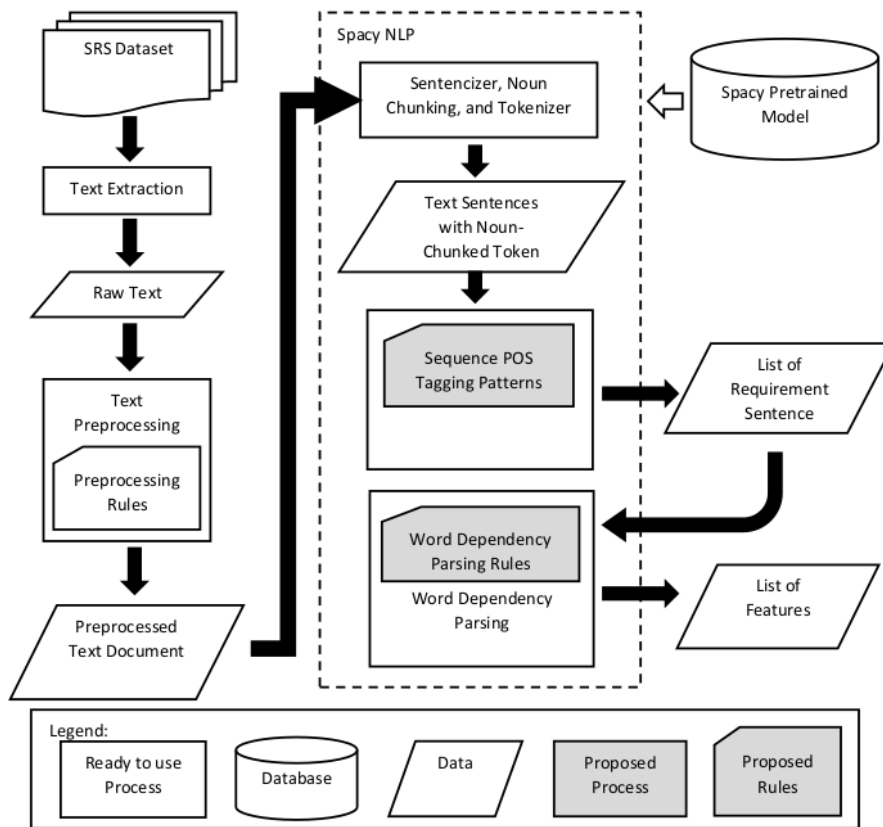 SRS Dataset
Text Extraction
Raw Text
Text
Preprocessing
Preprocessing
Rules
Preprocessed
Text Document
Spacy NLP
Sentencizer, Noun
Chunking, and Tokenizer
Text Sentences
with Noun-
Chunked Token
Sequence POS
Tagging Patterns
Word Dependency
Parsing Rules
Word Dependency
Parsing
Spacy Pretrained
Model
List of
Requirement
Sentence
List of
Features
Legend:
Ready to use
Process
Database
Data
Proposed
Process
Proposed
Rules